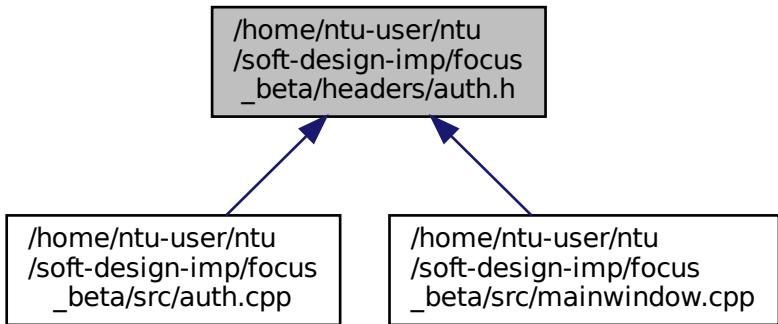 /home/ntu-user/ntu
/soft-design-imp/focus
_beta/headers/auth.h
/home/ntu-user/ntu
/soft-design-imp/focus
_beta/src/auth.cpp
/home/ntu-user/ntu
/soft-design-imp/focus
_beta/src/mainwindow.cpp